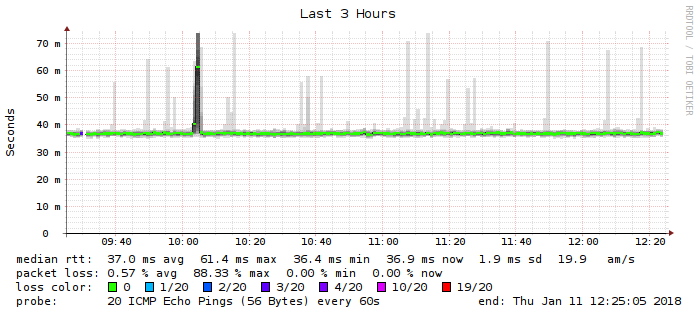 Last 3 Hours
RRDTOOL / TOBI OETIKER
Seconds
70 m
60 m
50 m
40 m
30 m
20 m
10 m
0
09:40 10:00 10:20 10:40 11:00 11:20 11:40 12:00 12:20
median rtt: 37.0 ms avg 61.4 ms max 36.4 ms min 36.9 ms now 1.9 ms sd 19.9 am/s
packet loss: 0.57 % avg 88.33 % max 0.00 % min 0.00 % now
loss color: 0 1/20 2/20 3/20 4/20 10/20 19/20
probe: 20 ICMP Echo Pings (56 Bytes) every 60s end: Thu Jan 11 12:25:05 2018